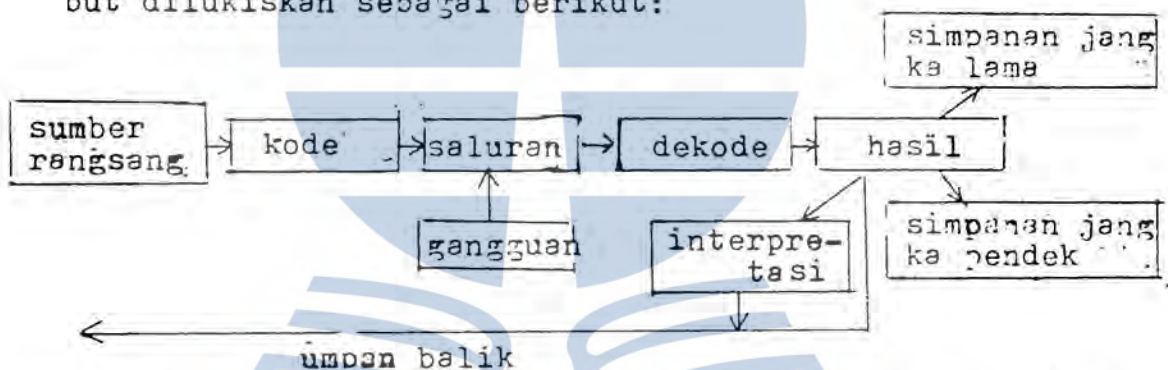 but dilukiskan sebagai berikut:
simpanan jang
ka lama
sumber
rangsang
kode
saluran
dekode
hasil
gangguan
interpre-
tasi
simpanan jang
ka pendek
umpan balik